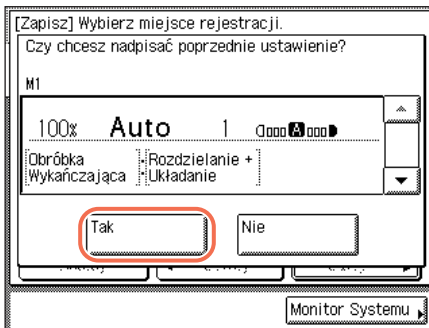 [Zapisz] Wybierz miejsce rejestracji.
Czy chcesz nadpisać poprzednie ustawienie?
M1
100% Auto 1 A
Obróbka Wykańczająca
: Rozdzielanie + Układanie
Tak Nie
Monitor Systemu